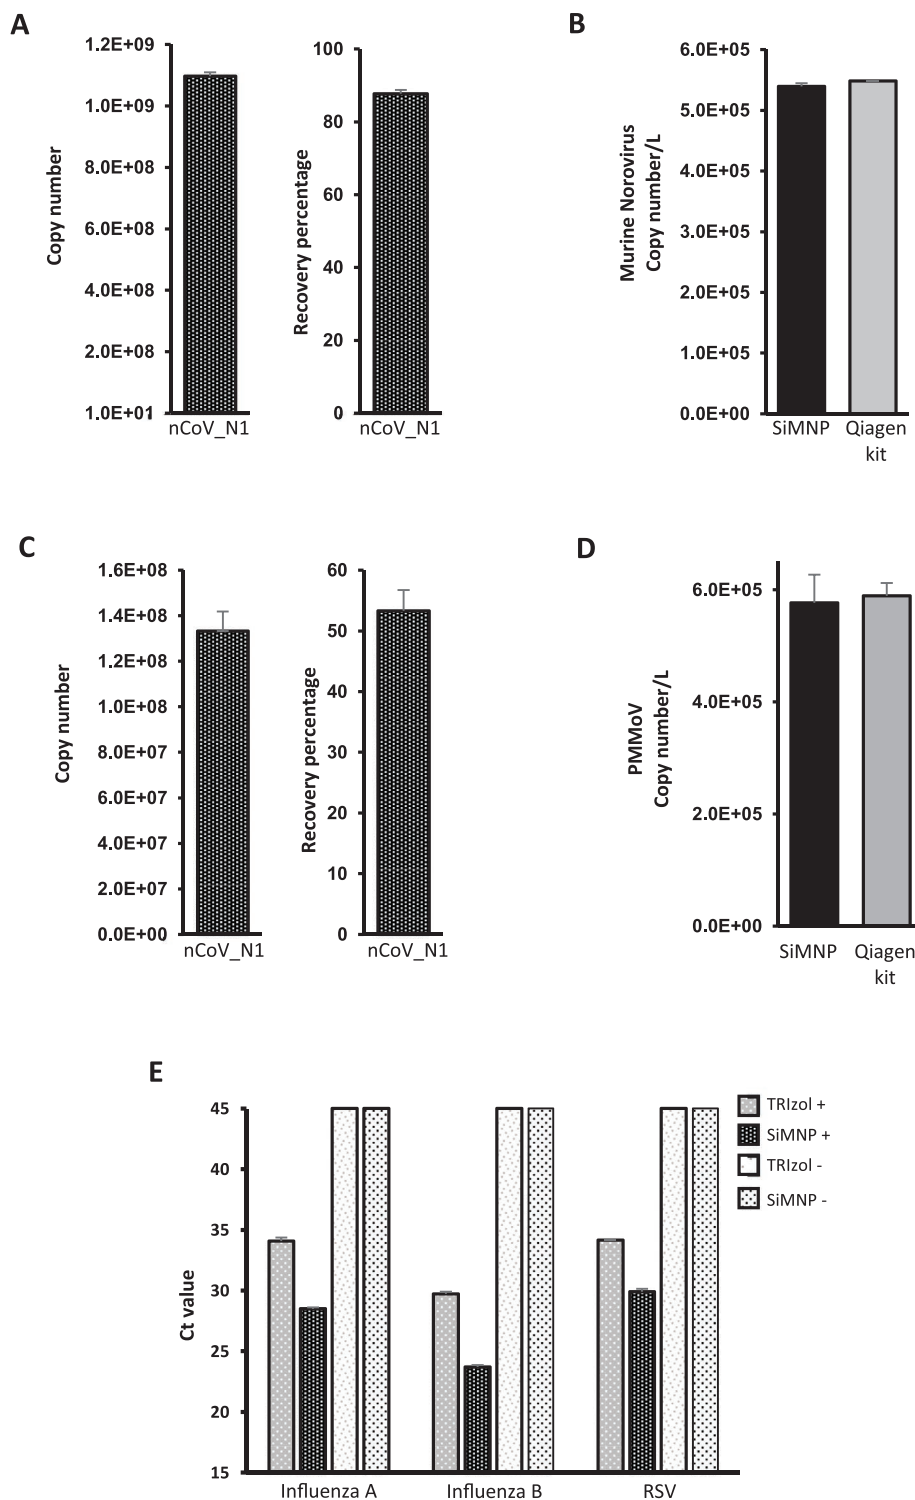 A
Copy number
1.2E+09
1.0E+09
8.0E+08
6.0E+08
4.0E+08
2.0E+08
1.0E+01
nCoV_N1
Recovery percentage
100
80
60
40
20
0
nCoV_N1
B
Murine Norovirus
Copy number/L
6.0E+05
5.0E+05
4.0E+05
3.0E+05
2.0E+05
1.0E+05
0.0E+00
SiMNP
Qiagen
kit
C
Copy number
1.6E+08
1.4E+08
1.2E+08
1.0E+08
8.0E+07
6.0E+07
4.0E+07
2.0E+07
0.0E+00
nCoV_N1
Recovery percentage
60
50
40
30
20
10
0
nCoV_N1
D
PMMoV
Copy number/L
6.0E+05
4.0E+05
2.0E+05
0.0E+00
SiMNP
Qiagen
kit
E
Ct value
45
40
35
30
25
20
15
Influenza A
Influenza B
RSV
TRIzol +
SiMNP +
TRIzol -
SiMNP -